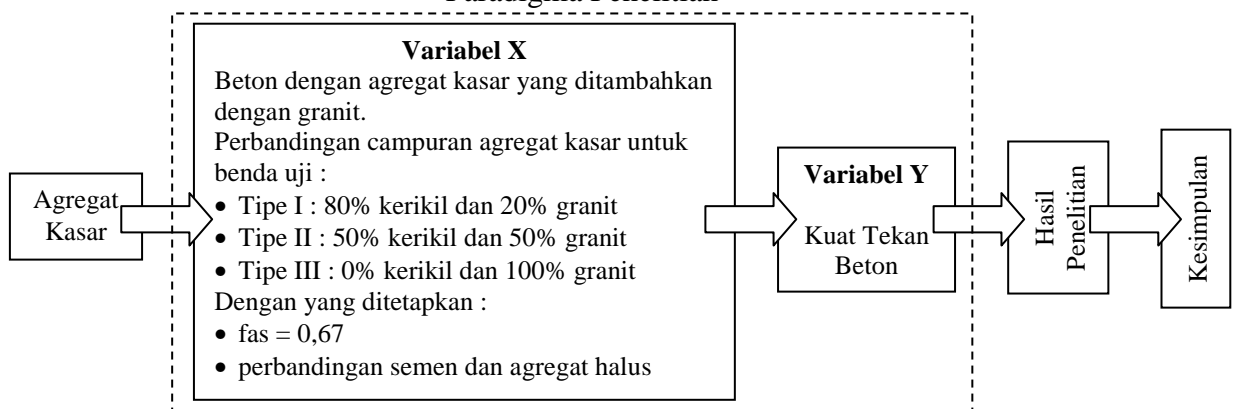 Paradigma Penelitian
Agregat
Kasar
Variabel X
Beton dengan agregat kasar yang ditambahkan
dengan granit.
Perbandingan campuran agregat kasar untuk
benda uji :
• Tipe I : 80% kerikil dan 20% granit
• Tipe II : 50% kerikil dan 50% granit
• Tipe III : 0% kerikil dan 100% granit
Dengan yang ditetapkan :
• fas = 0,67
• perbandingan semen dan agregat halus
Variabel Y
Kuat Tekan
Beton
Hasil
Penelitian
Kesimpulan